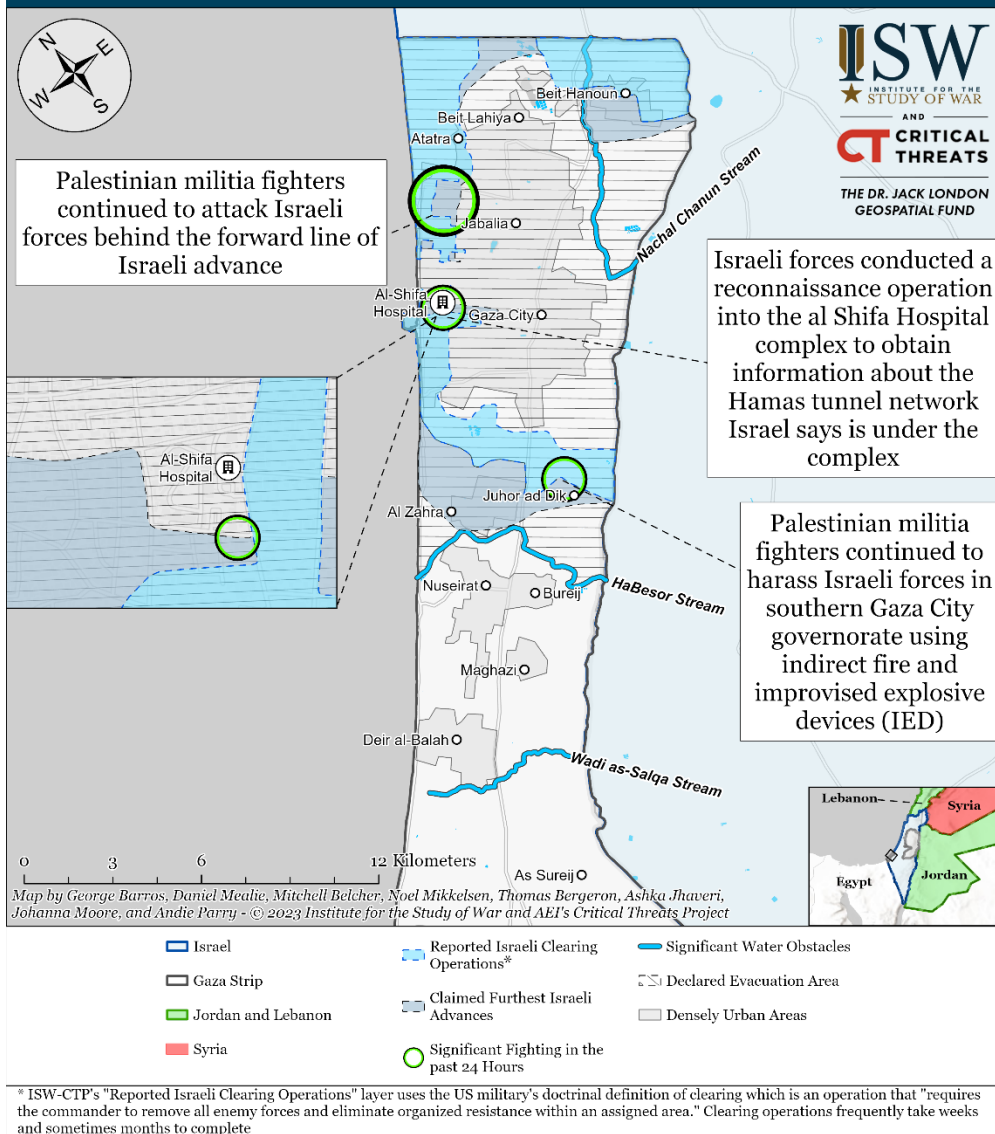 N
E
W
S
ISW
INSTITUTE FOR THE
STUDY OF WAR
AND
CT CRITICAL
THREATS
THE DR. JACK LONDON
GEOSPATIAL FUND
Palestinian militia fighters
continued to attack Israeli
forces behind the forward line of
Israeli advance
Beit Hanoun
Beit Lahiya
Atatra
Jabalia
Nachal Chanun Stream
Al-Shifa
Hospital
Gaza City
Israeli forces conducted a
reconnaissance operation
into the al Shifa Hospital
complex to obtain
information about the
Hamas tunnel network
Israel says is under the
complex
Al-Shifa
Hospital
Juhor ad Dik
Al Zahra
Nuseirat
Bureij
HaBesor Stream
Palestinian militia
fighters continued to
harass Israeli forces in
southern Gaza City
governorate using
indirect fire and
improvised explosive
devices (IED)
Maghazi
Deir al-Balah
Wadi as-Salqa Stream
Lebanon
Syria
Jordan
Egypt
0 3 6 12 Kilometers
As Sureij
Map by George Barros, Daniel Mealie, Mitchell Belcher, Noel Mikkelsen, Thomas Bergeron, Ashka Jhaveri,
Johanna Moore, and Andie Parry - © 2023 Institute for the Study of War and AEI's Critical Threats Project
Israel
Gaza Strip
Jordan and Lebanon
Syria
Reported Israeli Clearing
Operations*
Claimed Furthest Israeli
Advances
Significant Fighting in the
past 24 Hours
Significant Water Obstacles
Declared Evacuation Area
Densely Urban Areas
* ISW-CTP's "Reported Israeli Clearing Operations" layer uses the US military's doctrinal definition of clearing which is an operation that "requires
the commander to remove all enemy forces and eliminate organized resistance within an assigned area." Clearing operations frequently take weeks
and sometimes months to complete